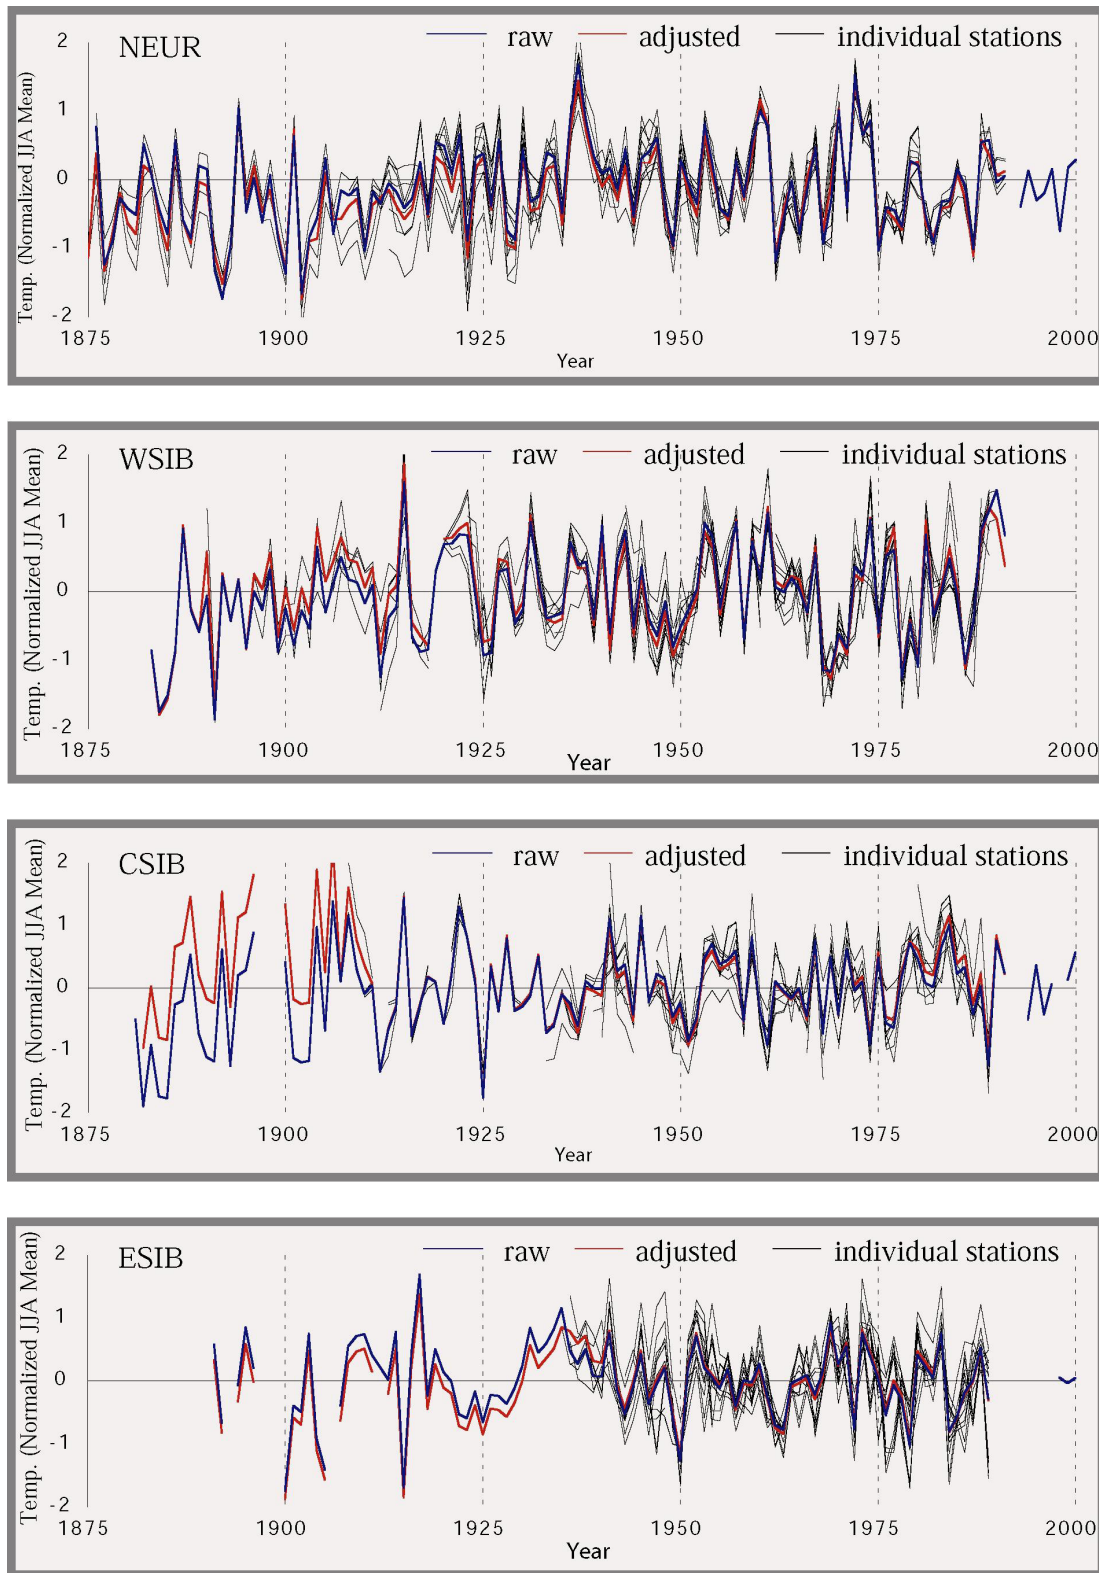 NEUR raw adjusted individual stations
Temp. (Normalized JJA Mean)
2
1
0
-1
-2
1875 1900 1925 1950 1975 2000
Year
WSIB raw adjusted individual stations
Temp. (Normalized JJA Mean)
2
1
0
-1
-2
1875 1900 1925 1950 1975 2000
Year
CSIB raw adjusted individual stations
Temp. (Normalized JJA Mean)
2
1
0
-1
-2
1875 1900 1925 1950 1975 2000
Year
ESIB raw adjusted individual stations
Temp. (Normalized JJA Mean)
2
1
0
-1
-2
1875 1900 1925 1950 1975 2000
Year